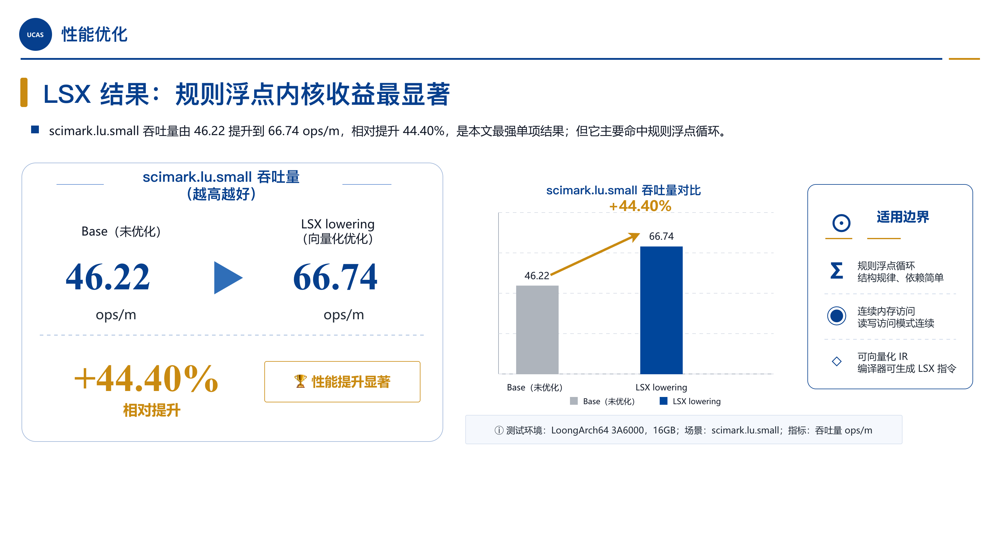 UCAS
性能优化
LSX 结果：规则浮点内核收益最显著
scimark.lu.small 吞吐量由 46.22 提升到 66.74 ops/m，相对提升 44.40%，是本文最强单项结果；但它主要命中规则浮点循环。
scimark.lu.small 吞吐量
（越高越好）
Base（未优化）
LSX lowering
（向量化优化）
46.22
66.74
ops/m
ops/m
+44.40%
相对提升
🏆 性能提升显著
scimark.lu.small 吞吐量对比
+44.40%
46.22
66.74
Base（未优化）
LSX lowering
Base（未优化）
LSX lowering
适用边界
Σ 规则浮点循环
结构规律、依赖简单
连续内存访问
读写访问模式连续
可向量化 IR
编译器可生成 LSX 指令
ⓘ 测试环境：LoongArch64 3A6000，16GB；场景：scimark.lu.small；指标：吞吐量 ops/m